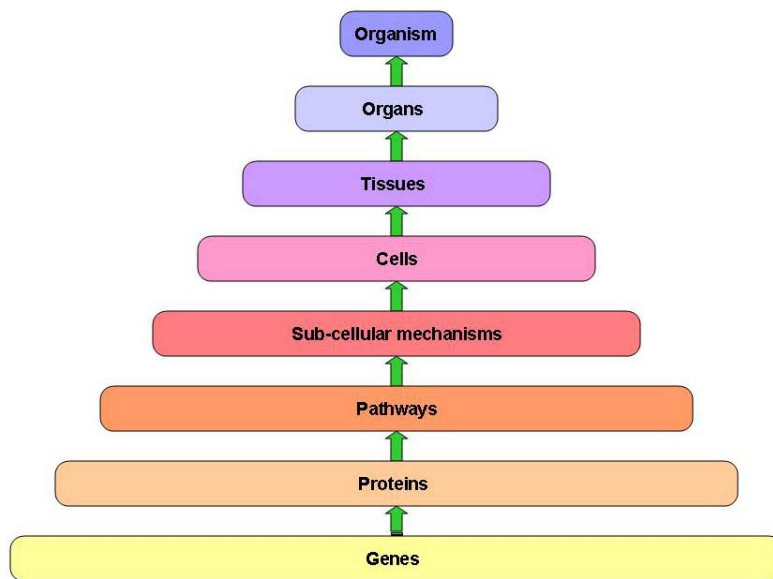 Organism
Organs
Tissues
Cells
Sub-cellular mechanisms
Pathways
Proteins
Genes